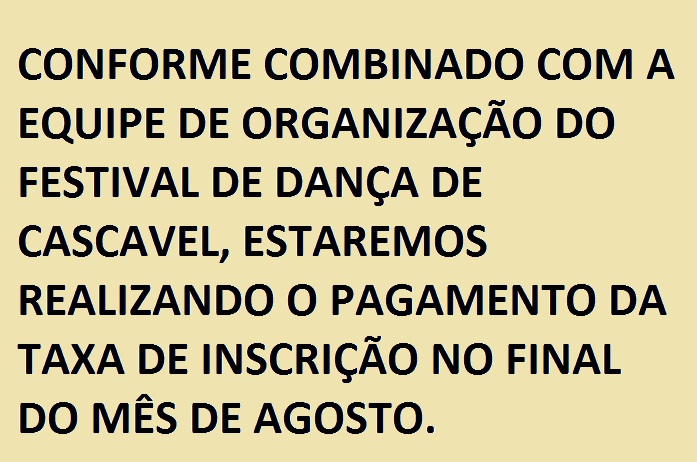 CONFORME COMBINADO COM A
EQUIPE DE ORGANIZAÇÃO DO
FESTIVAL DE DANÇA DE
CASCAVEL, ESTAREMOS
REALIZANDO O PAGAMENTO DA
TAXA DE INSCRIÇÃO NO FINAL
DO MÊS DE AGOSTO.